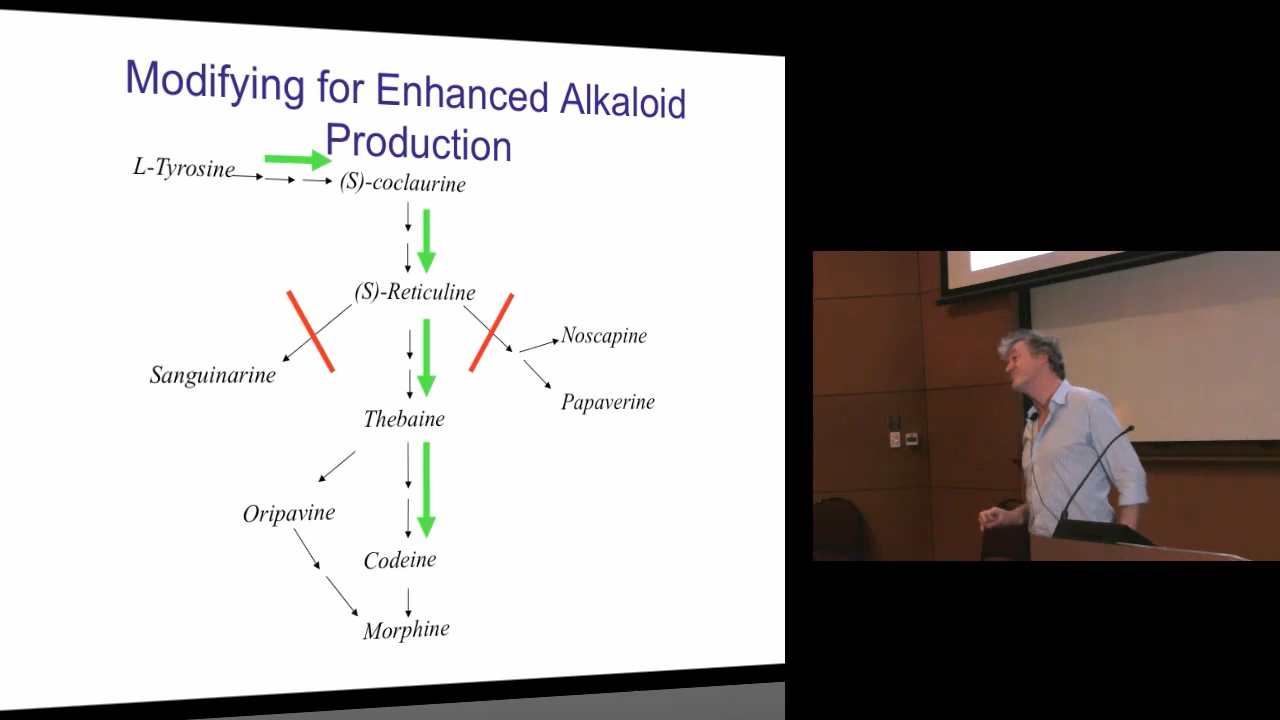 Modifying for Enhanced Alkaloid
Production
L-Tyrosine
(S)-coclaurine
(S)-Reticuline
Noscapine
Sanguinarine
Papaverine
Thebaine
Oripavine
Codeine
Morphine